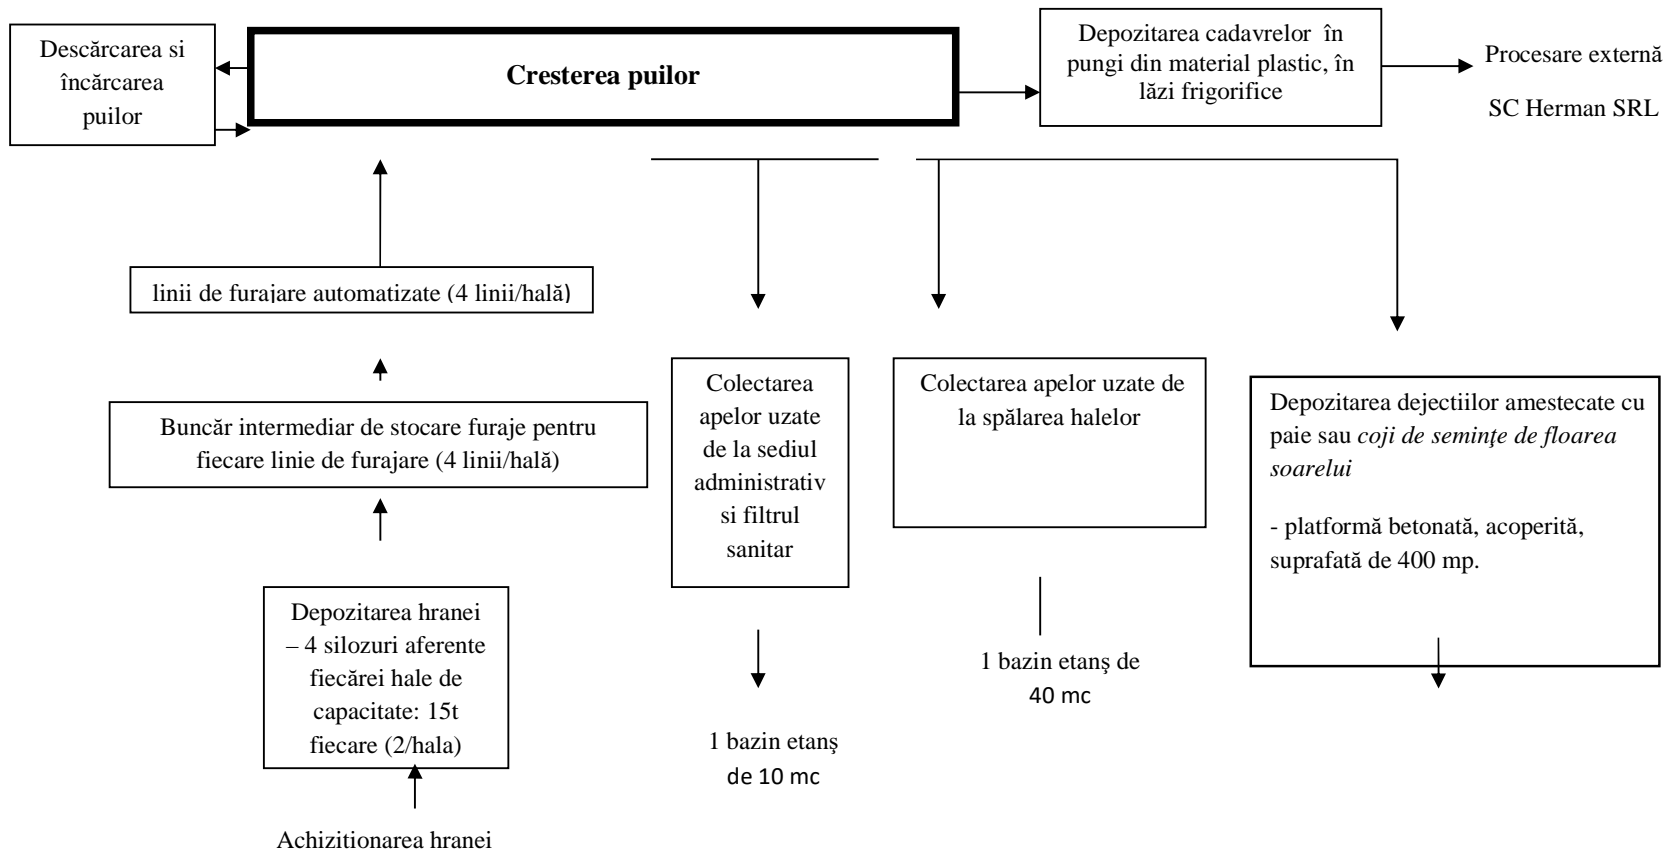 Descărcarea si
încărcarea
puilor
Cresterea puilor
Depozitarea cadavrelor în
pungi din material plastic, în
lăzi frigorifice
Procesare externă
SC Herman SRL
linii de furajare automatizate (4 linii/hală)
Buncăr intermediar de stocare furaje pentru
fiecare linie de furajare (4 linii/hală)
Depozitarea hranei
– 4 silozuri aferente
fiecărei hale de
capacitate: 15t
fiecare (2/hala)
Achizitionarea hranei
Colectarea
apelor uzate
de la sediul
administrativ
si filtrul
sanitar
1 bazin etanş
de 10 mc
Colectarea apelor uzate de
la spălarea halelor
1 bazin etanş de
40 mc
Depozitarea dejectiilor amestecate cu
paie sau coji de seminţe de floarea
soarelui
- platformă betonată, acoperită,
suprafată de 400 mp.